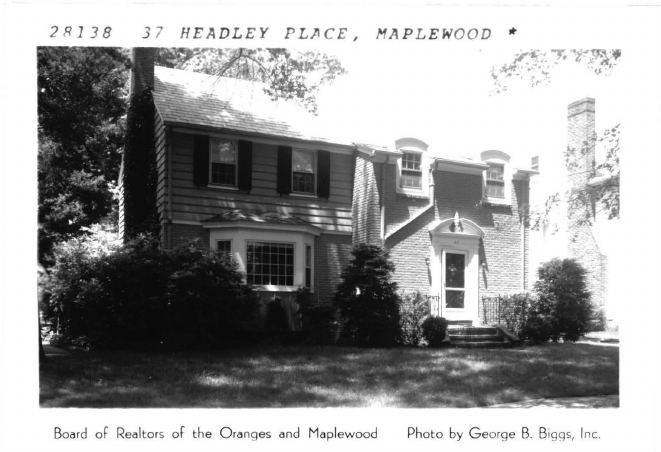 28138 37 HEADLEY PLACE, MAPLEWOOD *
Board of Realtors of the Oranges and Maplewood Photo by George B. Biggs, Inc.